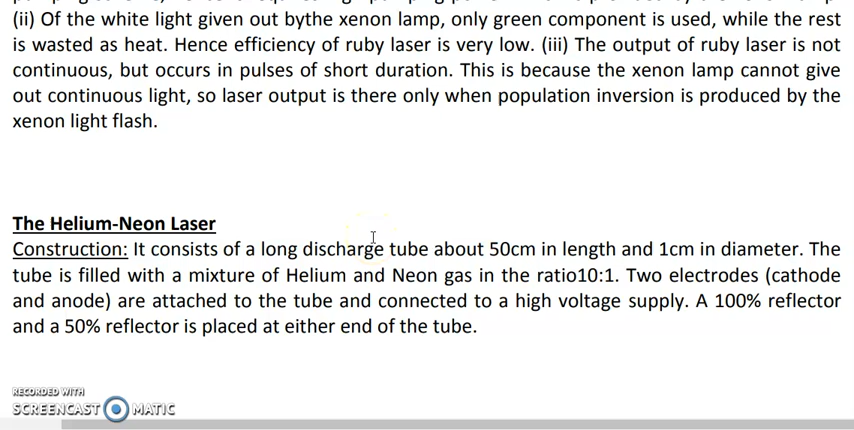 (ii) Of the white light given out bythe xenon lamp, only green component is used, while the rest
is wasted as heat. Hence efficiency of ruby laser is very low. (iii) The output of ruby laser is not
continuous, but occurs in pulses of short duration. This is because the xenon lamp cannot give
out continuous light, so laser output is there only when population inversion is produced by the
xenon light flash.
The Helium-Neon Laser
Construction: It consists of a long discharge tube about 50cm in length and 1cm in diameter. The
tube is filled with a mixture of Helium and Neon gas in the ratio10:1. Two electrodes (cathode
and anode) are attached to the tube and connected to a high voltage supply. A 100% reflector
and a 50% reflector is placed at either end of the tube.
RECORDED WITH
SCREENCAST MATIC